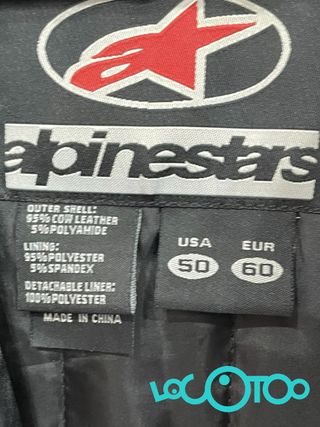 alpinestars
OUTER SHELL:
95% COW LEATHER
5% POLYAMIDE
LINING:
95% POLYESTER
5% SPANDEX
DETACHABLE LINER:
100% POLYESTER
MADE IN CHINA
USA EUR
50 60
LOCOTOO